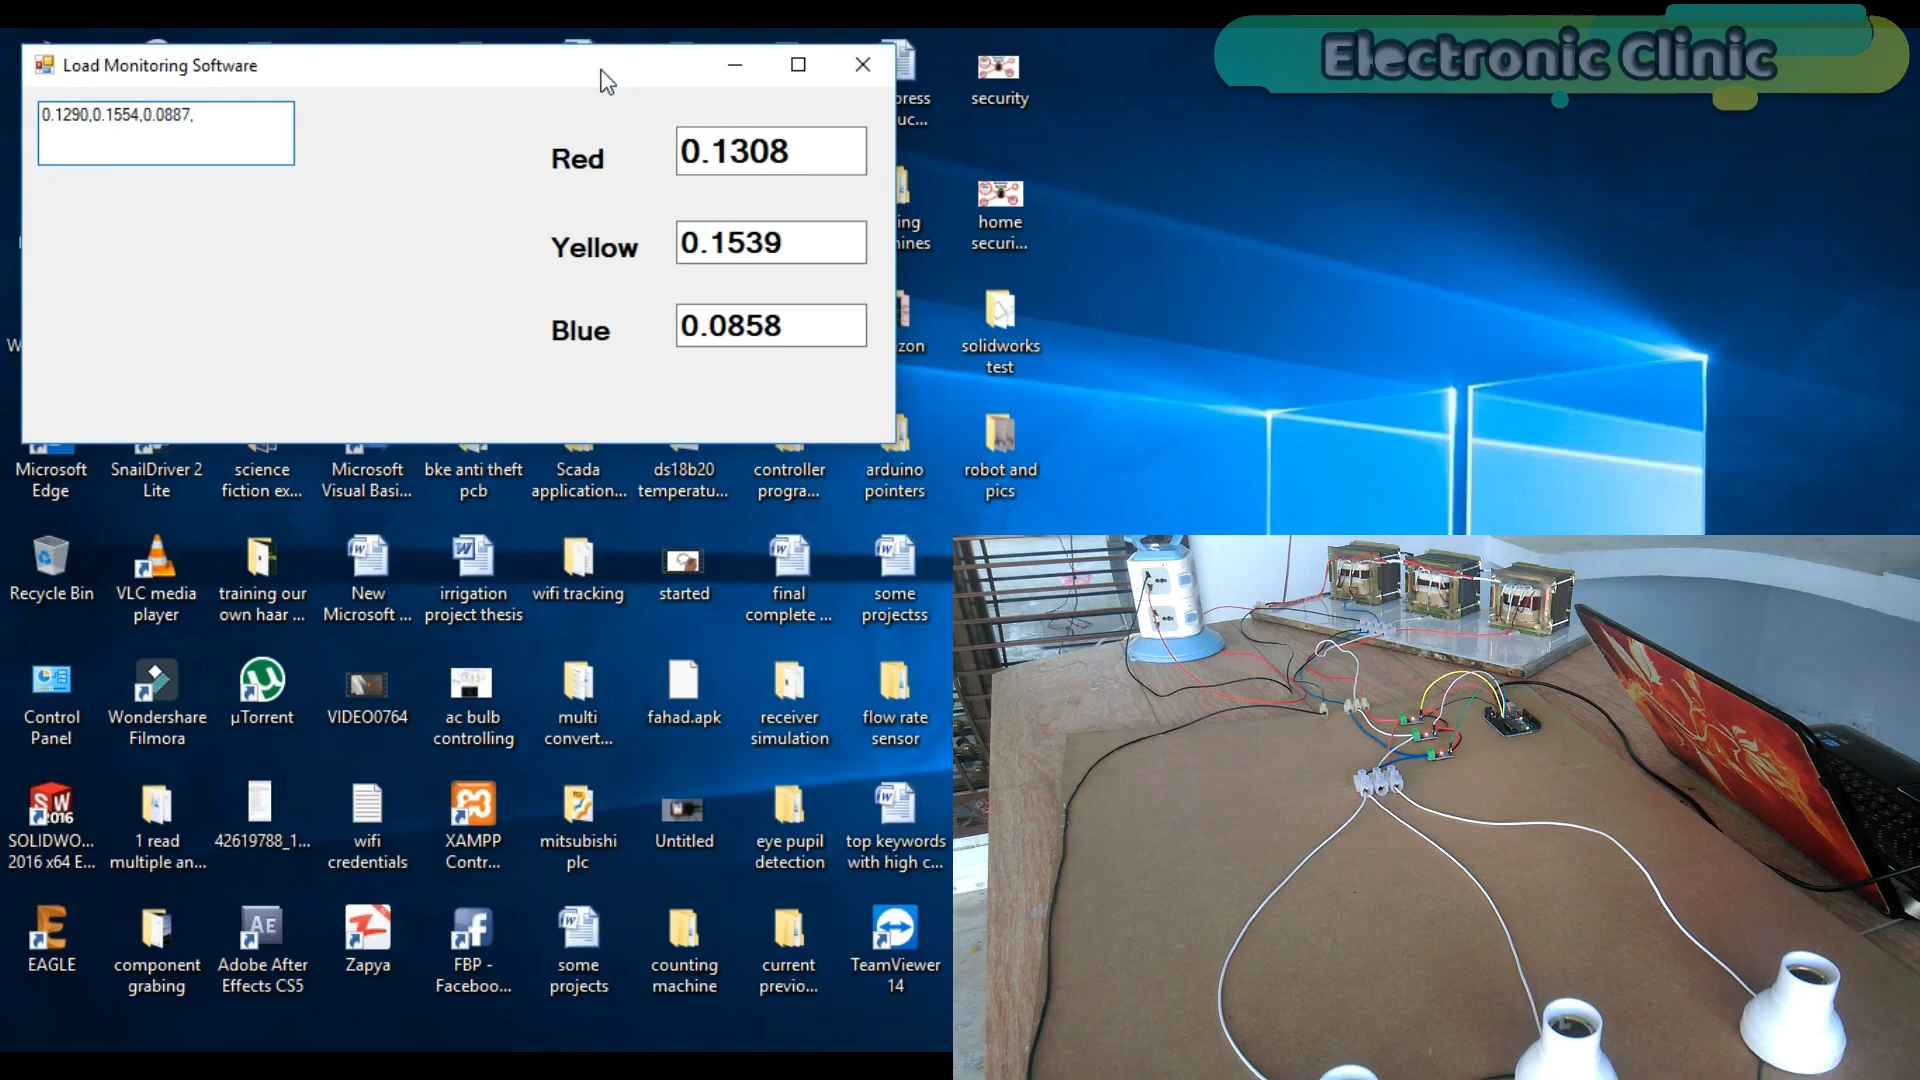 Electronic Clinic
Load Monitoring Software
0.1290,0.1554,0.0887,
Red
0.1308
Yellow
0.1539
Blue
0.0858
security
home
securi...
solidworks
test
Microsoft
Edge
SnailDriver 2
Lite
science
fiction ex...
Microsoft
Visual Basi...
bke anti theft
pcb
Scada
application...
ds18b20
temperatu...
controller
progra...
arduino
pointers
robot and
pics
Recycle Bin
VLC media
player
training our
own haar ...
New
Microsoft ...
irrigation
project thesis
wifi tracking
started
final
complete ...
some
projectss
Control
Panel
Wondershare
Filmora
µTorrent
VIDEO0764
ac bulb
controlling
multi
convert...
fahad.apk
receiver
simulation
flow rate
sensor
SOLIDWO...
2016 x64 E...
1 read
multiple an...
42619788_1...
wifi
credentials
XAMPP
Contr...
mitsubishi
plc
Untitled
eye pupil
detection
top keywords
with high c...
EAGLE
component
grabing
Adobe After
Effects CS5
Zapya
FBP -
Faceboo...
some
projects
counting
machine
current
previo...
TeamViewer
14